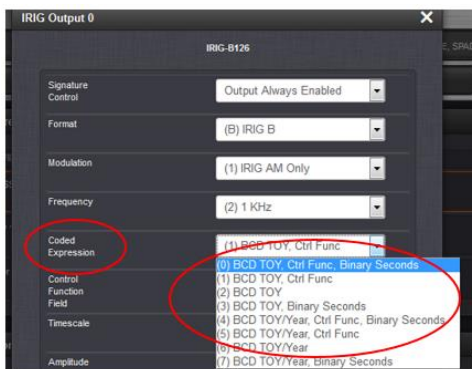 IRIG Output 0
IRIG-B126
Signature Control
Output Always Enabled
Format
(B) IRIG B
Modulation
(1) IRIG AM Only
Frequency
(2) 1 KHz
Coded Expression
(1) BCD TOY, Ctrl Func
(0) BCD TOY, Ctrl Func, Binary Seconds
(1) BCD TOY, Ctrl Func
(2) BCD TOY
(3) BCD TOY, Binary Seconds
(4) BCD TOY/Year, Ctrl Func, Binary Seconds
(5) BCD TOY/Year, Ctrl Func
(6) BCD TOY/Year
(7) BCD TOY/Year, Binary Seconds
Control Function Field
Timescale
Amplitude